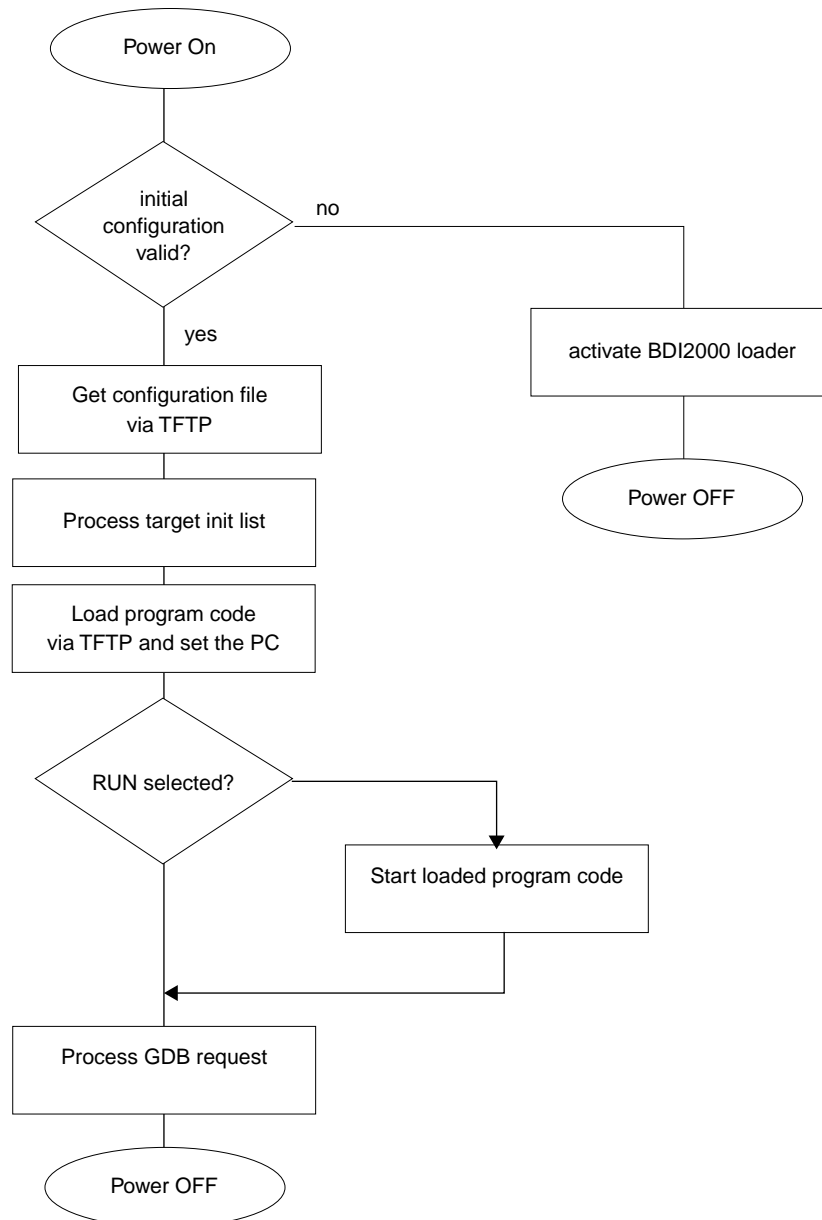 Power On
initial
configuration
valid?
no
yes
activate BDI2000 loader
Get configuration file
via TFTP
Power OFF
Process target init list
Load program code
via TFTP and set the PC
RUN selected?
Start loaded program code
Process GDB request
Power OFF